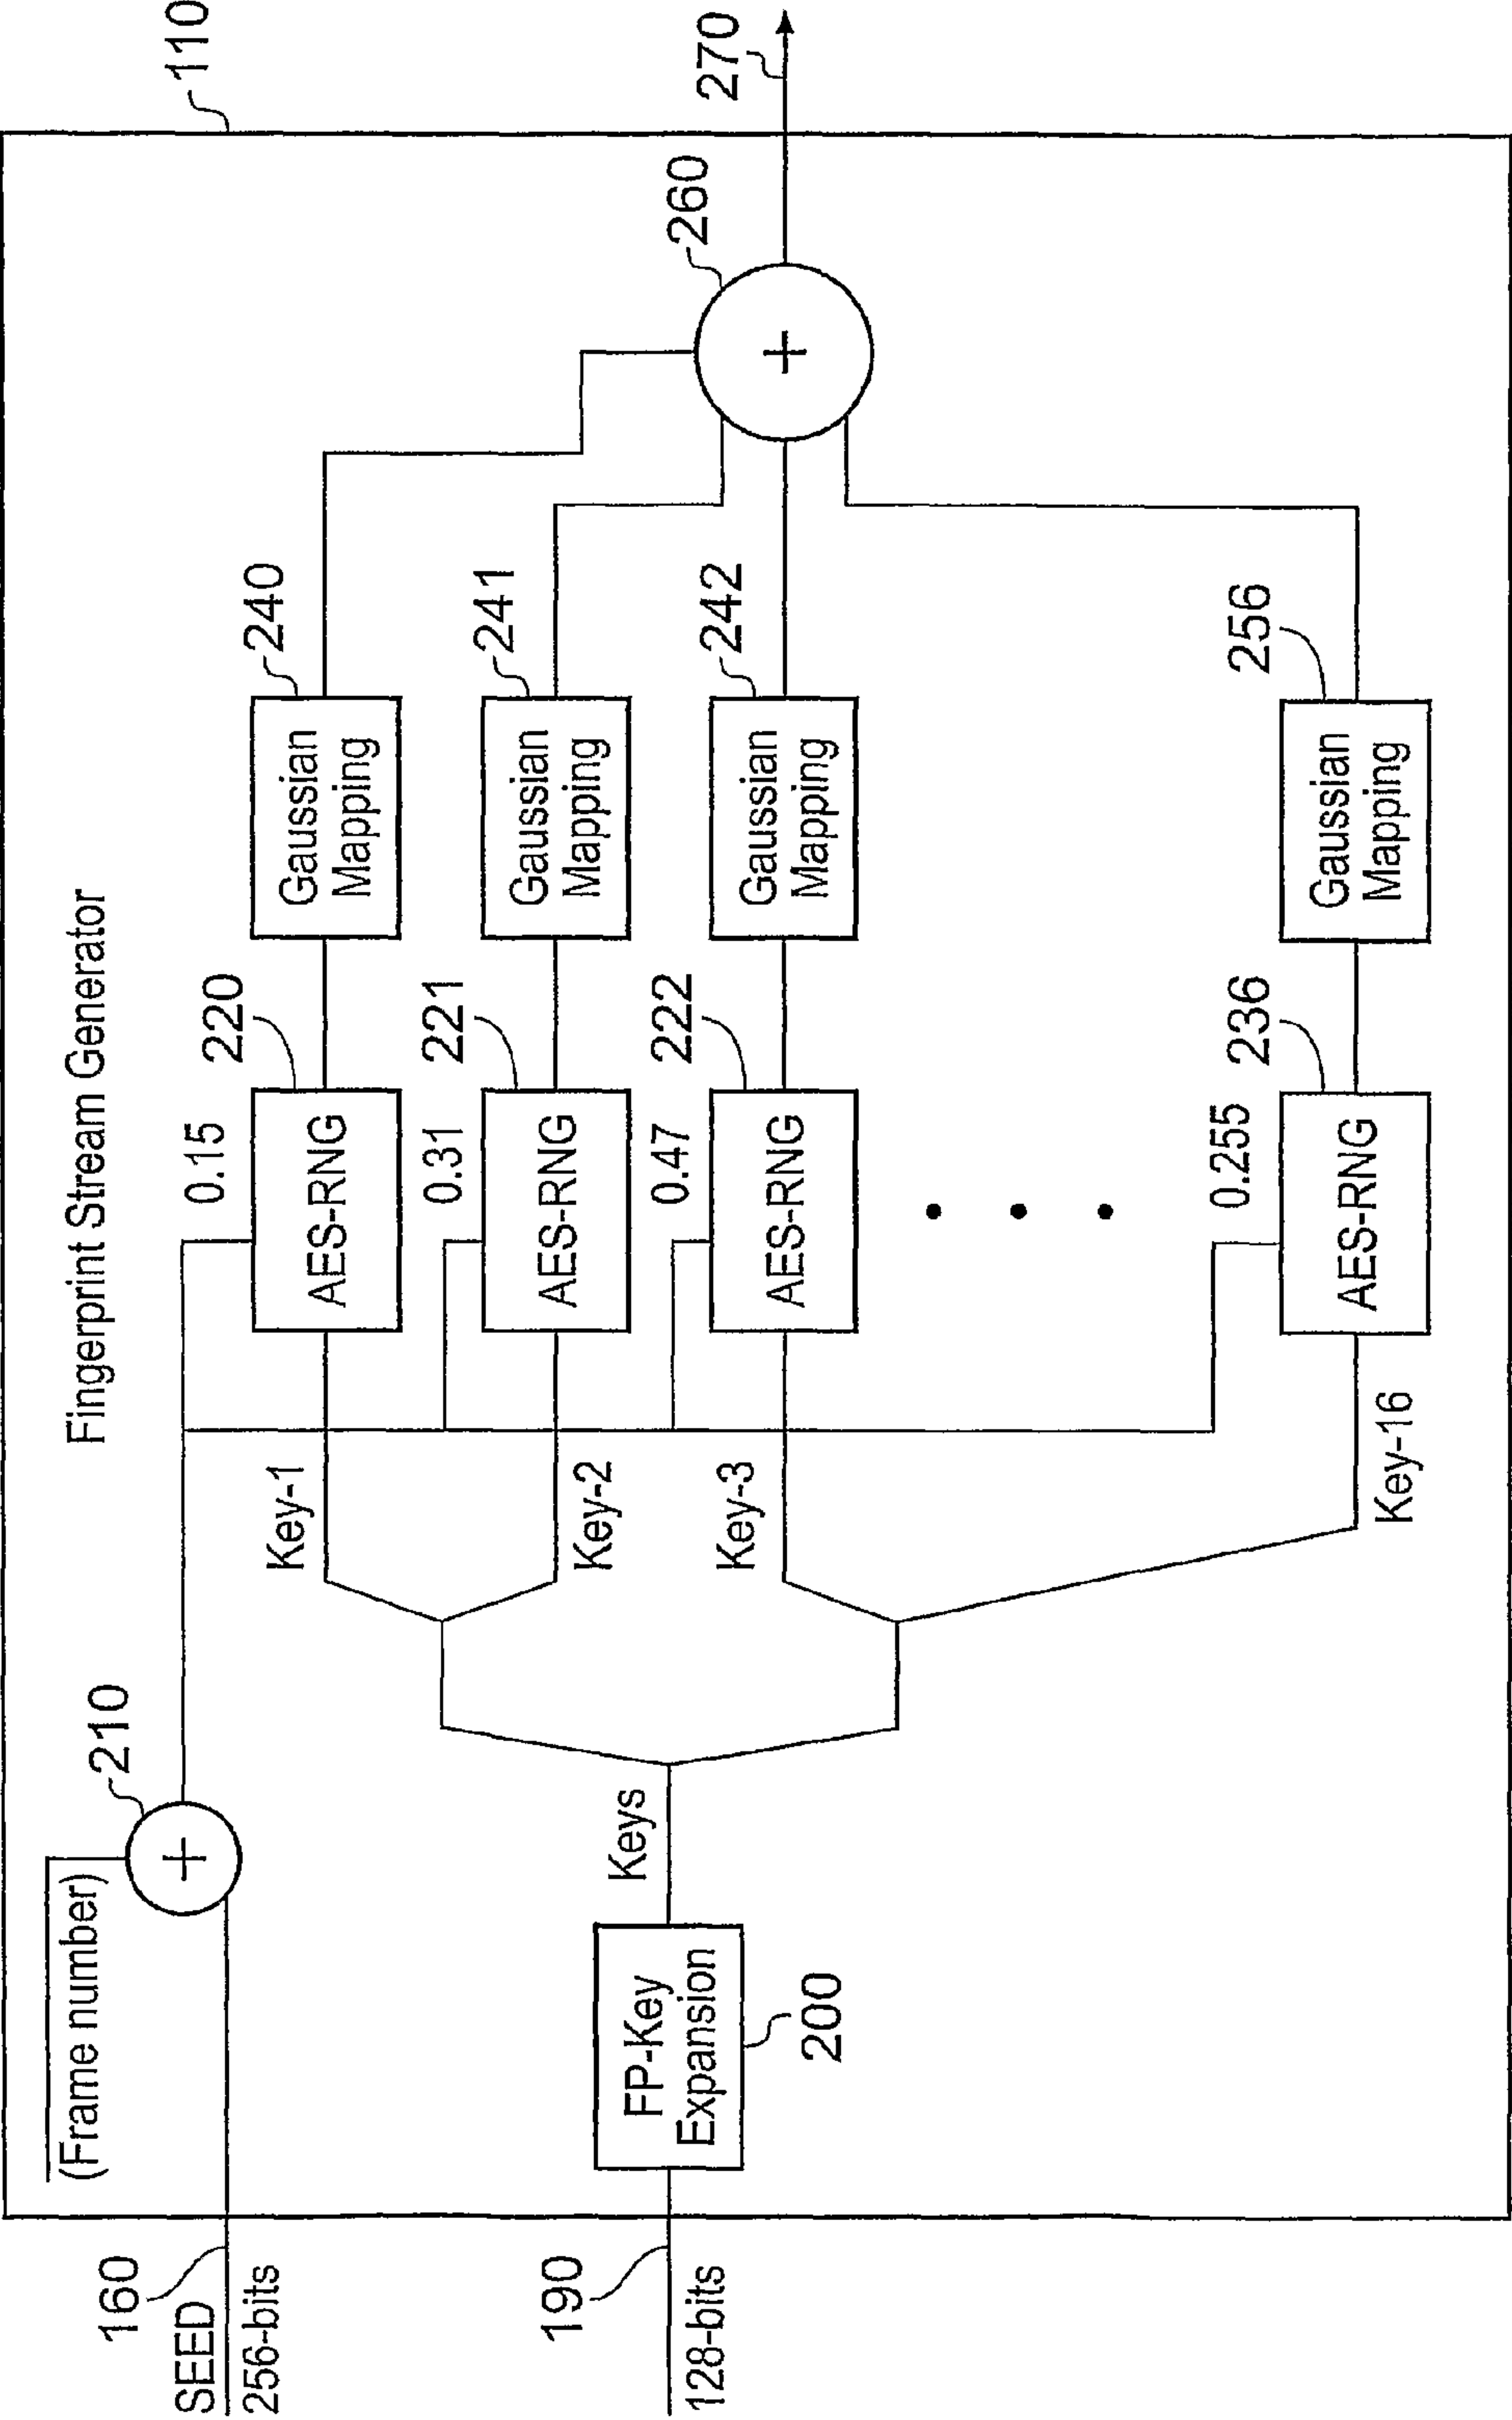 Fingerprint Stream Generator
110
(Frame number)
210
160
SEED
256-bits
190
128-bits
FP-Key
Expansion
200
Keys
Key-1
Key-2
Key-3
Key-16
0.15
220
AES-RNG
240
Gaussian
Mapping
0.31
221
AES-RNG
241
Gaussian
Mapping
0.47
222
AES-RNG
242
Gaussian
Mapping
0.255
236
AES-RNG
256
Gaussian
Mapping
+
+
260
270